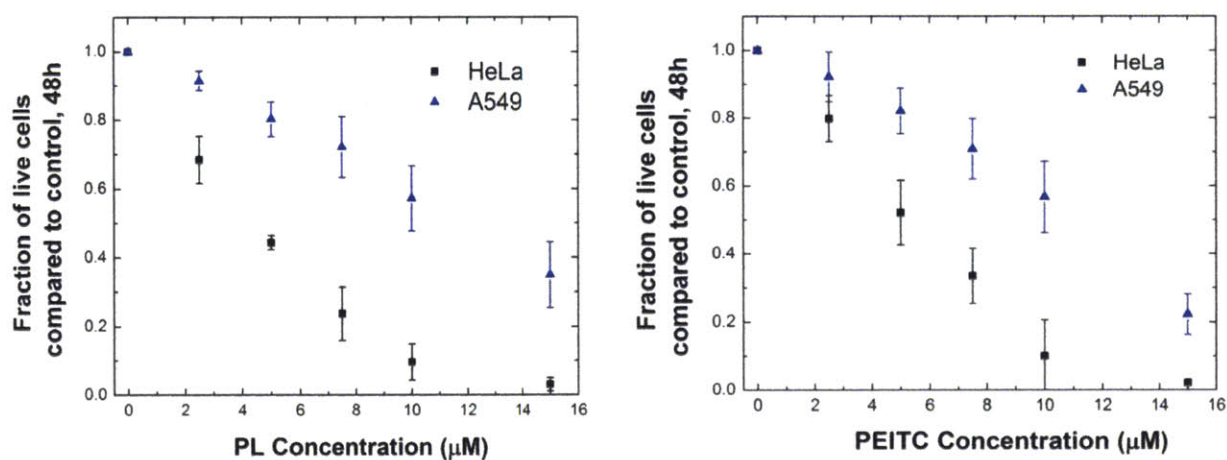 Fraction of live cells
compared to control, 48h
1.0
0.8
0.6
0.4
0.2
0.0
HeLa
A549
0 2 4 6 8 10 12 14 16
PL Concentration (μM)
Fraction of live cells
compared to control, 48h
1.0
0.8
0.6
0.4
0.2
0.0
HeLa
A549
0 2 4 6 8 10 12 14 16
PEITC Concentration (μM)